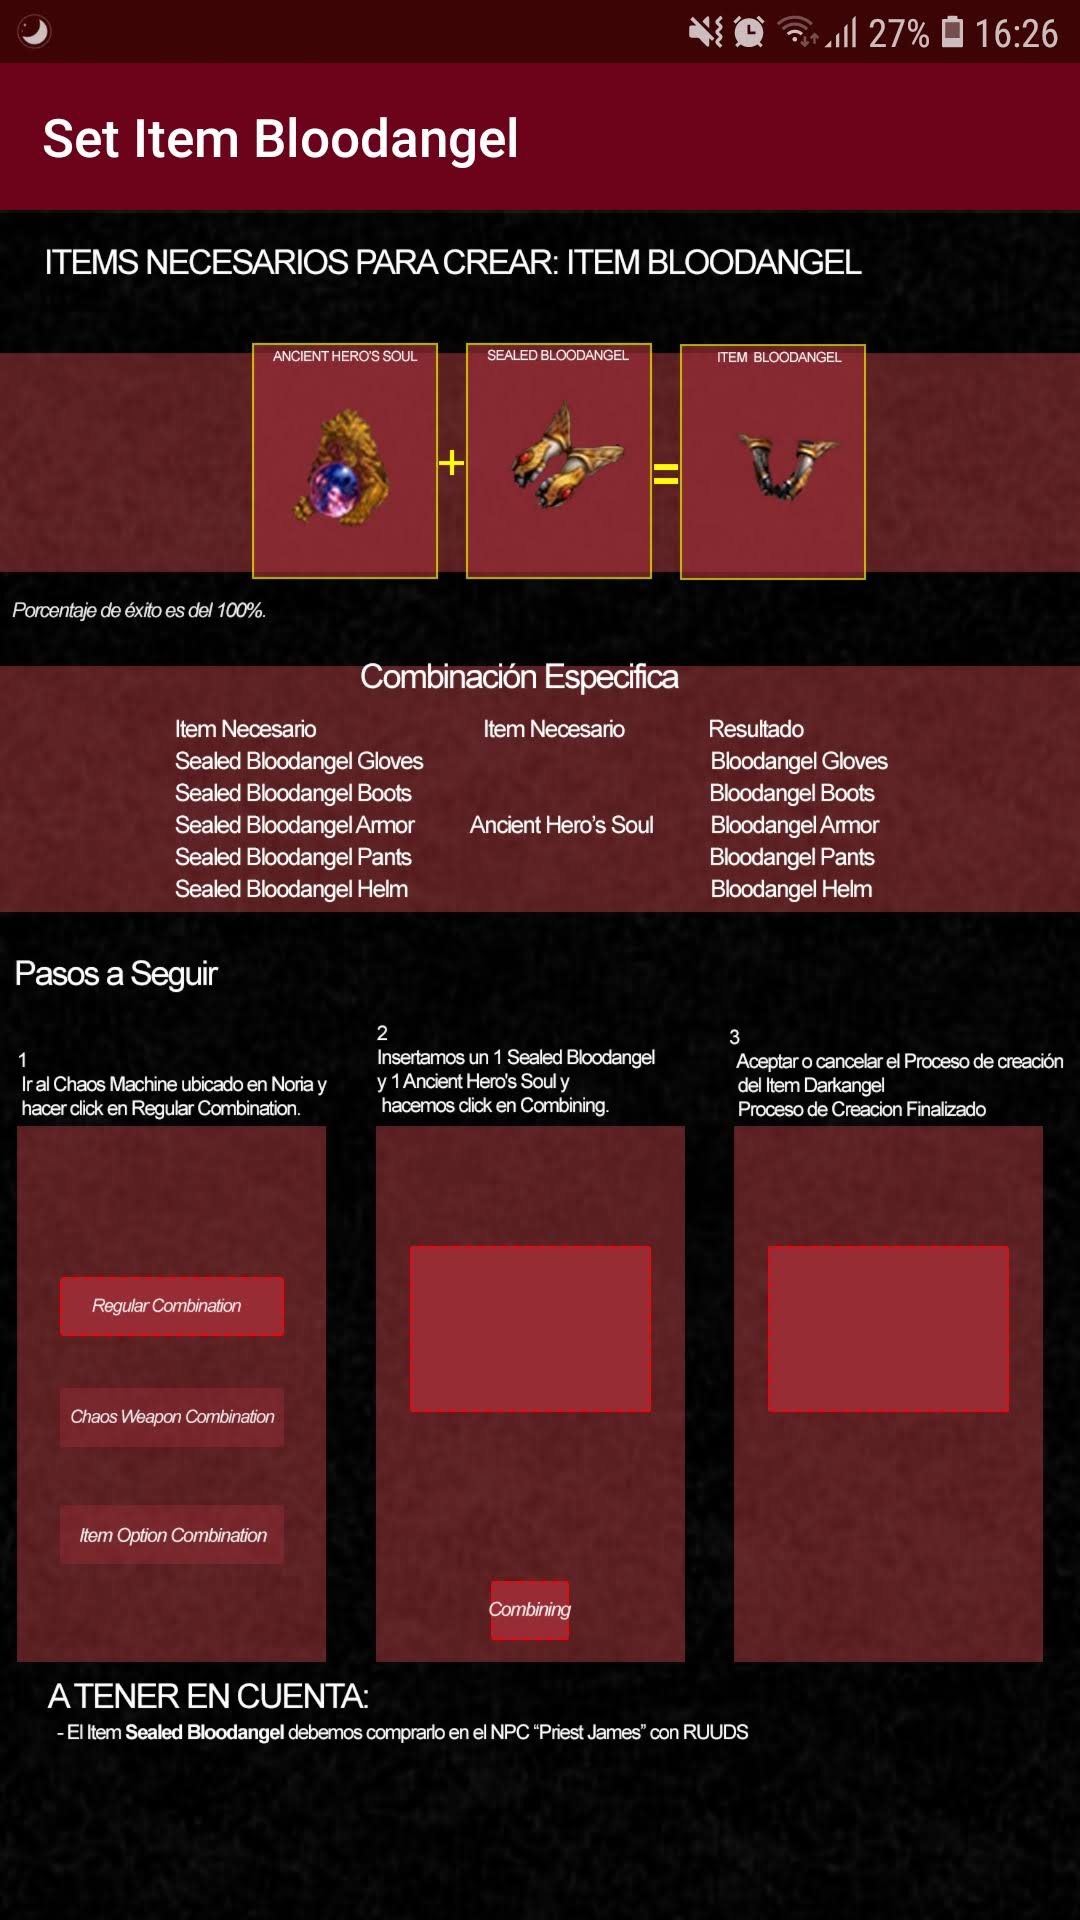 27% 16:26
Set Item Bloodangel
ITEMS NECESARIOS PARA CREAR: ITEM BLOODANGEL
ANCIENT HERO'S SOUL
SEALED BLOODANGEL
ITEM BLOODANGEL
+
=
Porcentaje de éxito es del 100%.
Combinación Especifica
Item Necesario Item Necesario Resultado
Sealed Bloodangel Gloves Bloodangel Gloves
Sealed Bloodangel Boots Bloodangel Boots
Sealed Bloodangel Armor Ancient Hero's Soul Bloodangel Armor
Sealed Bloodangel Pants Bloodangel Pants
Sealed Bloodangel Helm Bloodangel Helm
Pasos a Seguir
1
Ir al Chaos Machine ubicado en Noria y
hacer click en Regular Combination.
Regular Combination
Chaos Weapon Combination
Item Option Combination
2
Insertamos un 1 Sealed Bloodangel
y 1 Ancient Hero's Soul y
hacemos click en Combining.
Combining
3
Aceptar o cancelar el Proceso de creación
del Item Darkangel
Proceso de Creacion Finalizado
A TENER EN CUENTA:
- El Item Sealed Bloodangel debemos comprarlo en el NPC “Priest James” con RUUDS